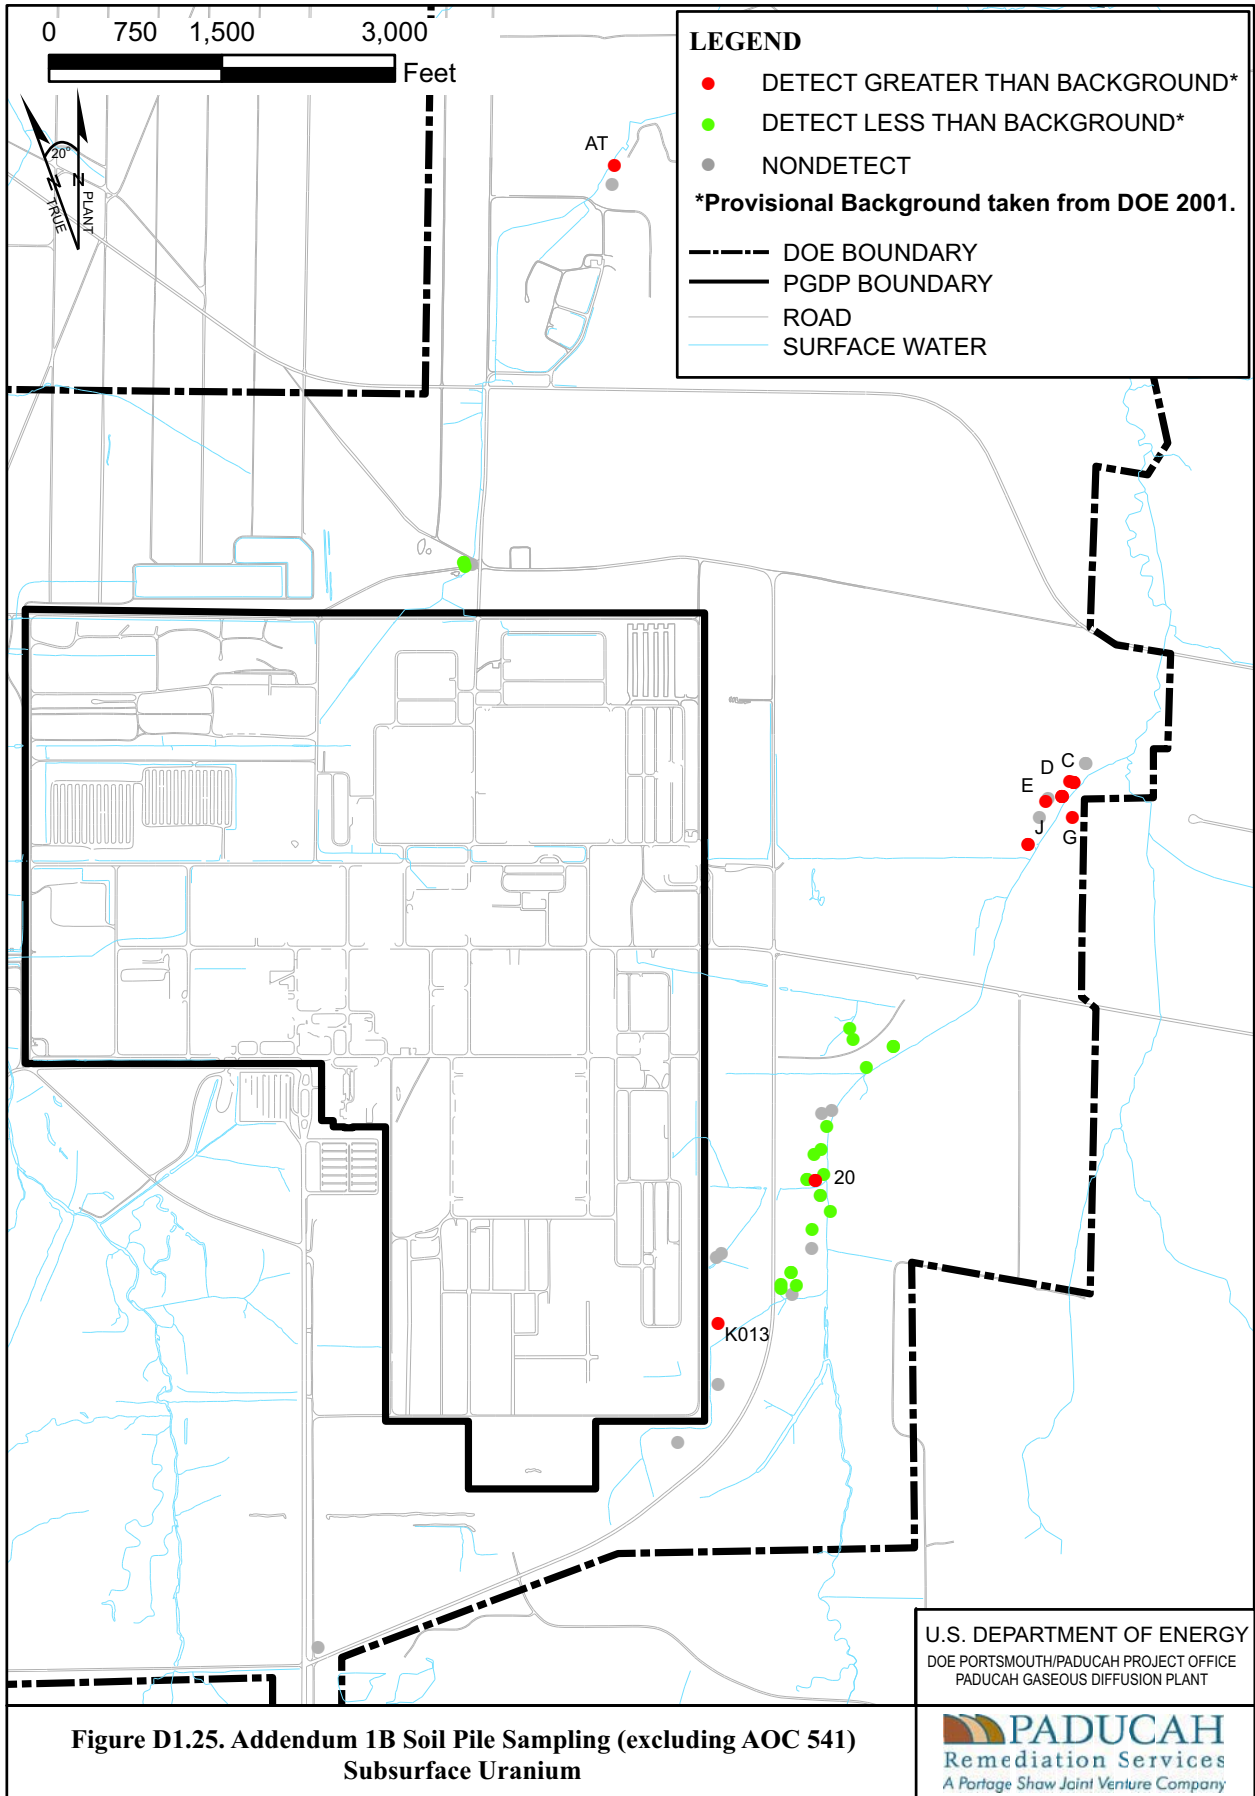 0 750 1,500 3,000
Feet
20°
N TRUE
N PLANT
LEGEND
DETECT GREATER THAN BACKGROUND*
DETECT LESS THAN BACKGROUND*
NONDETECT
*Provisional Background taken from DOE 2001.
DOE BOUNDARY
PGDP BOUNDARY
ROAD
SURFACE WATER
AT
C
D
E
J
G
20
K013
U.S. DEPARTMENT OF ENERGY
DOE PORTSMOUTH/PADUCAH PROJECT OFFICE
PADUCAH GASEOUS DIFFUSION PLANT
Figure D1.25. Addendum 1B Soil Pile Sampling (excluding AOC 541)
Subsurface Uranium
PADUCAH
Remediation Services
A Portage Shaw Joint Venture Company